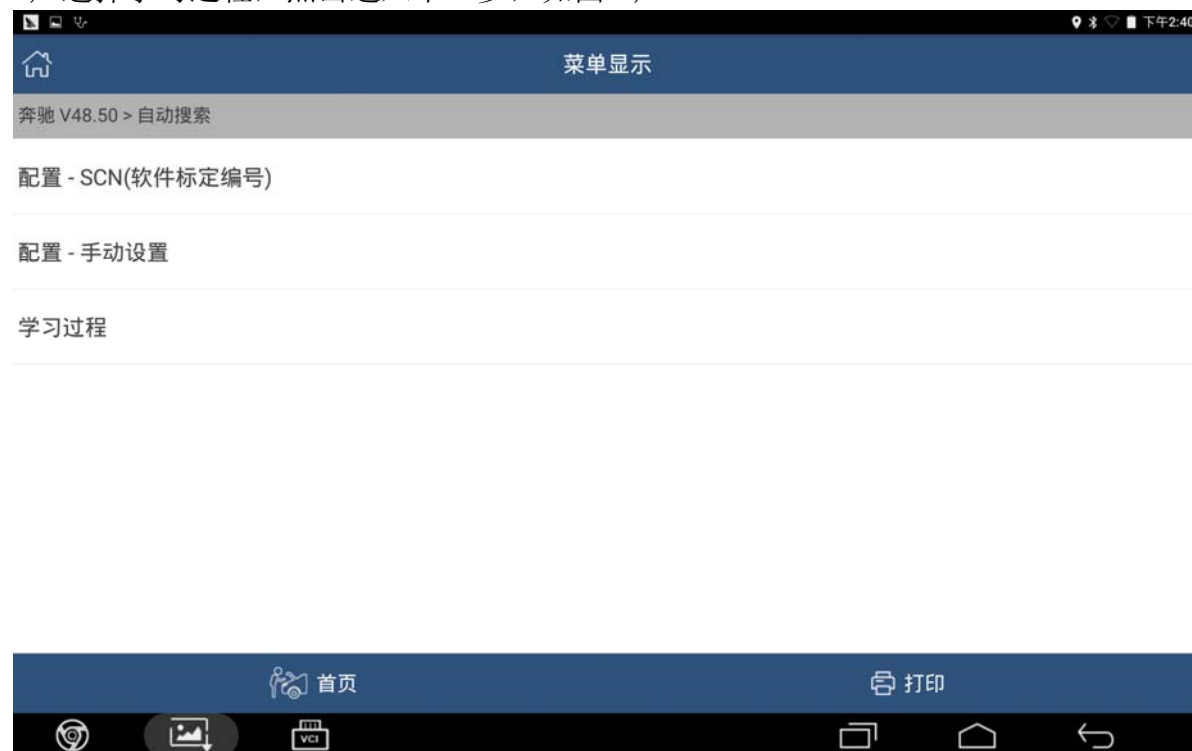 下午2:40
菜单显示
奔驰 V48.50 > 自动搜索
配置 - SCN(软件标定编号)
配置 - 手动设置
学习过程
首页
打印
VCI